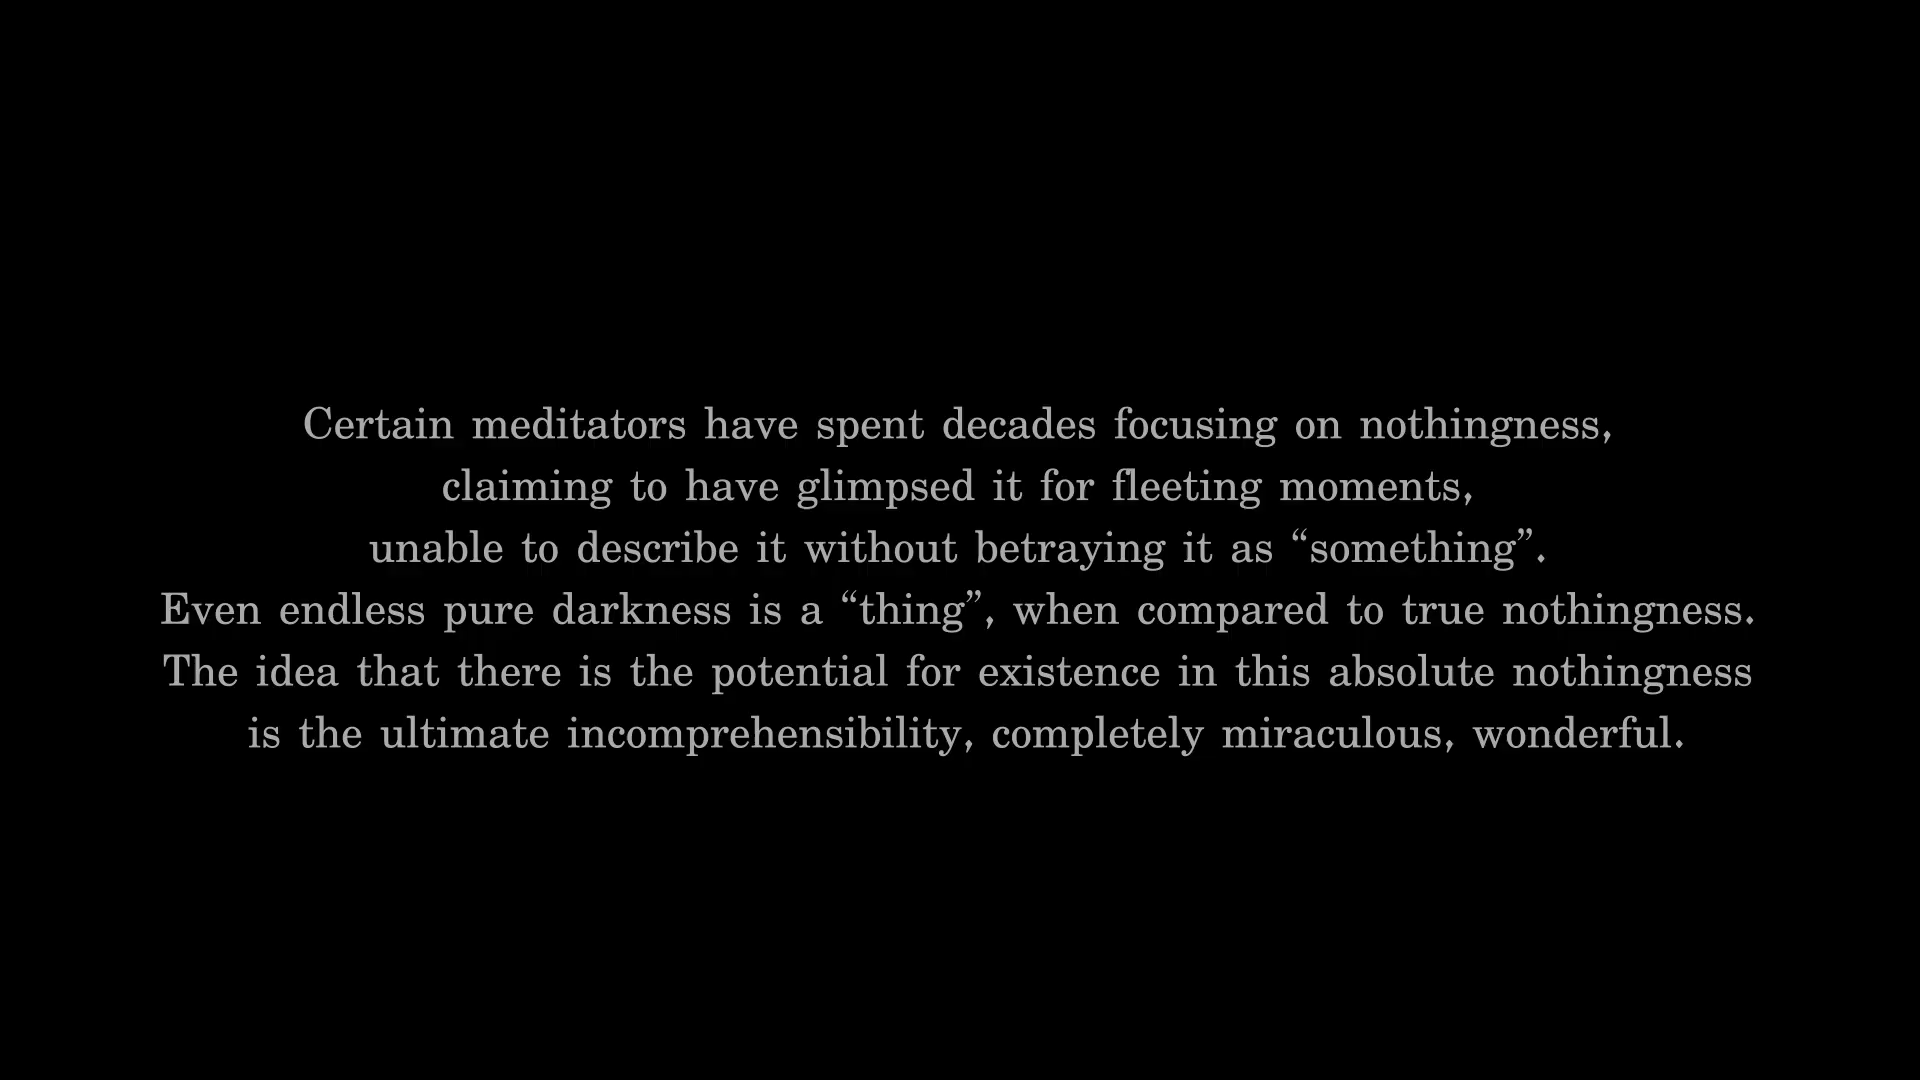 Certain meditators have spent decades focusing on nothingness,
claiming to have glimpsed it for fleeting moments,
unable to describe it without betraying it as “something”.
Even endless pure darkness is a “thing”, when compared to true nothingness.
The idea that there is the potential for existence in this absolute nothingness
is the ultimate incomprehensibility, completely miraculous, wonderful.